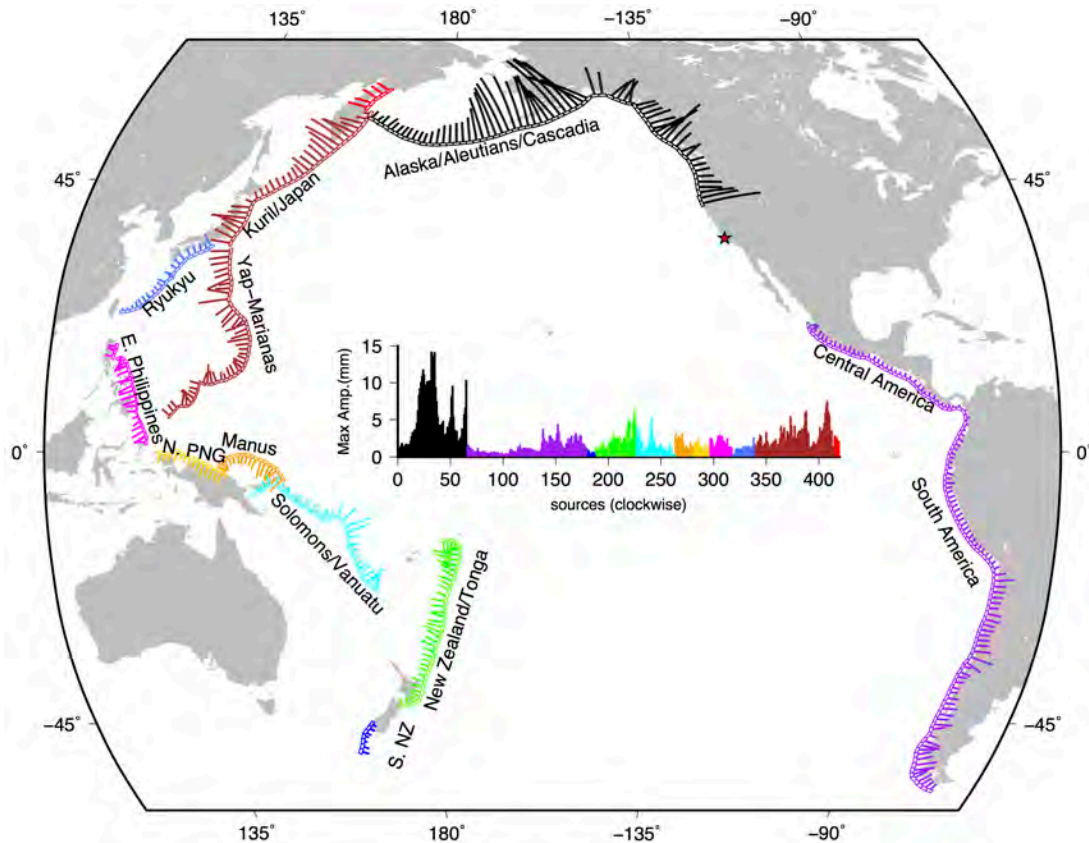 135° 180° −135° −90°
Alaska/Aleutians/Cascadia
45° 45°
Kuril/Japan
Ryukyu
Yap−Marianas
E. Philippines
Central America
15
10
5
0
Max Amp.(mm)
0 50 100 150 200 250 300 350 400
sources (clockwise)
0° 0°
N. PNG
Manus
Solomons/Vanuatu
South America
New Zealand/Tonga
−45° −45°
S. NZ
135° 180° −135° −90°